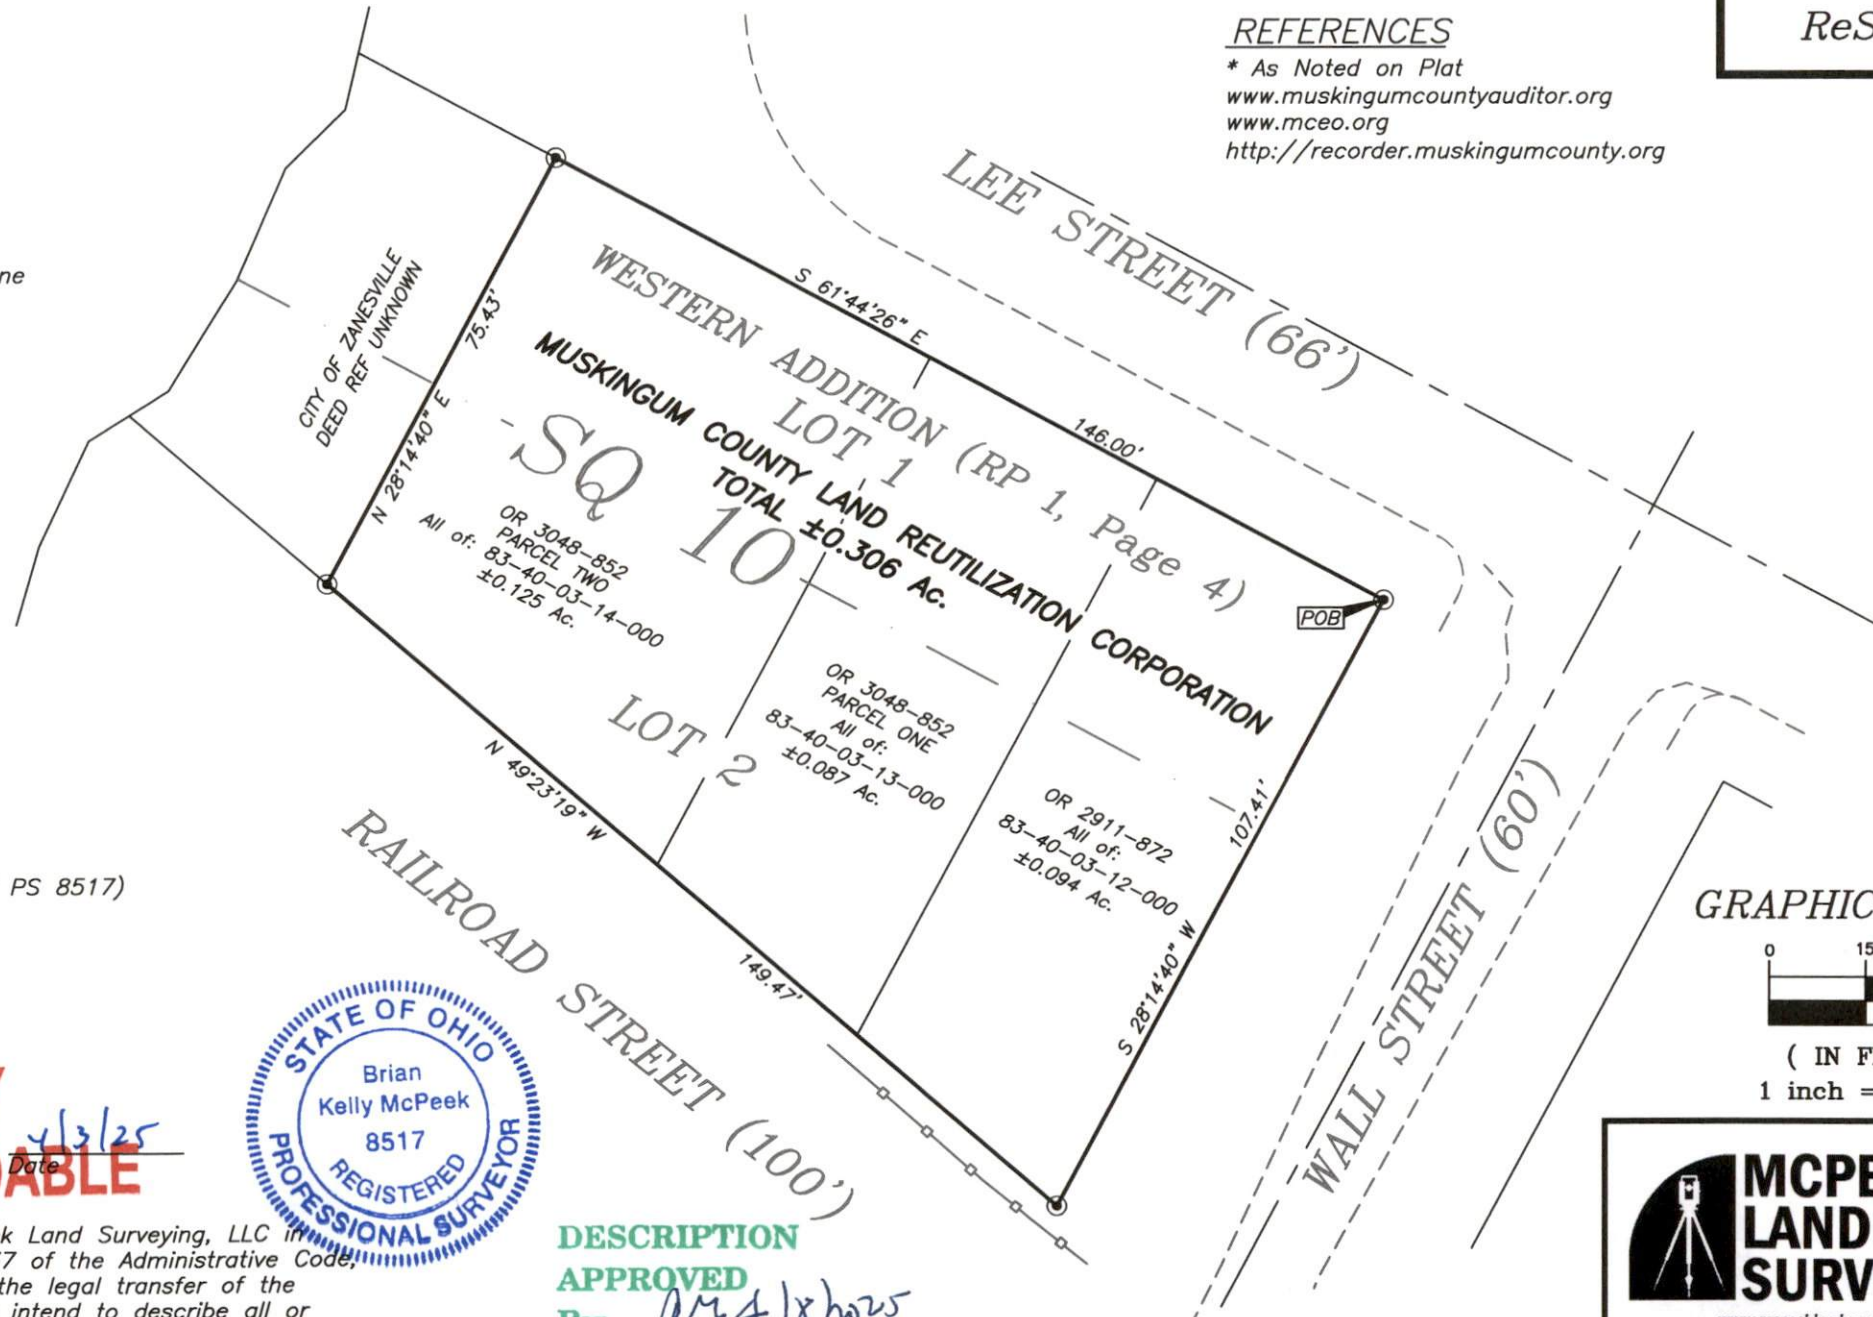 REFERENCES
* As Noted on Plat
www.muskingumcountyauditor.org
www.mceo.org
http://recorder.muskingumcounty.org
ReS
ne
LEE STREET (66')
S 61°44'26" E
146.00'
CITY OF ZANESVILLE
DEED REF UNKNOWN
N 28°14'40" E
75.43'
WESTERN ADDITION (RP 1, Page 4)
LOT 1
MUSKINGUM COUNTY LAND REUTILIZATION CORPORATION
TOTAL ±0.306 Ac.
SQ 10
POB
OR 3048-852
PARCEL TWO
All of: 83-40-03-14-000
±0.125 Ac.
LOT 2
OR 3048-852
PARCEL ONE
All of:
83-40-03-13-000
±0.087 Ac.
OR 2911-872
All of:
83-40-03-12-000
±0.094 Ac.
S 28°14'40" W
107.41'
N 49°23'19" W
149.47'
RAILROAD STREET (100')
WALL STREET (60')
PS 8517)
GRAPHIC
0 15
( IN F
1 inch =
STATE OF OHIO
Brian
Kelly McPeek
8517
REGISTERED
PROFESSIONAL SURVEYOR
4/3/25
Date
ABLE
k Land Surveying, LLC in
7 of the Administrative Code,
the legal transfer of the
intend to describe all or
DESCRIPTION
APPROVED
MCPE
LAND
SURV